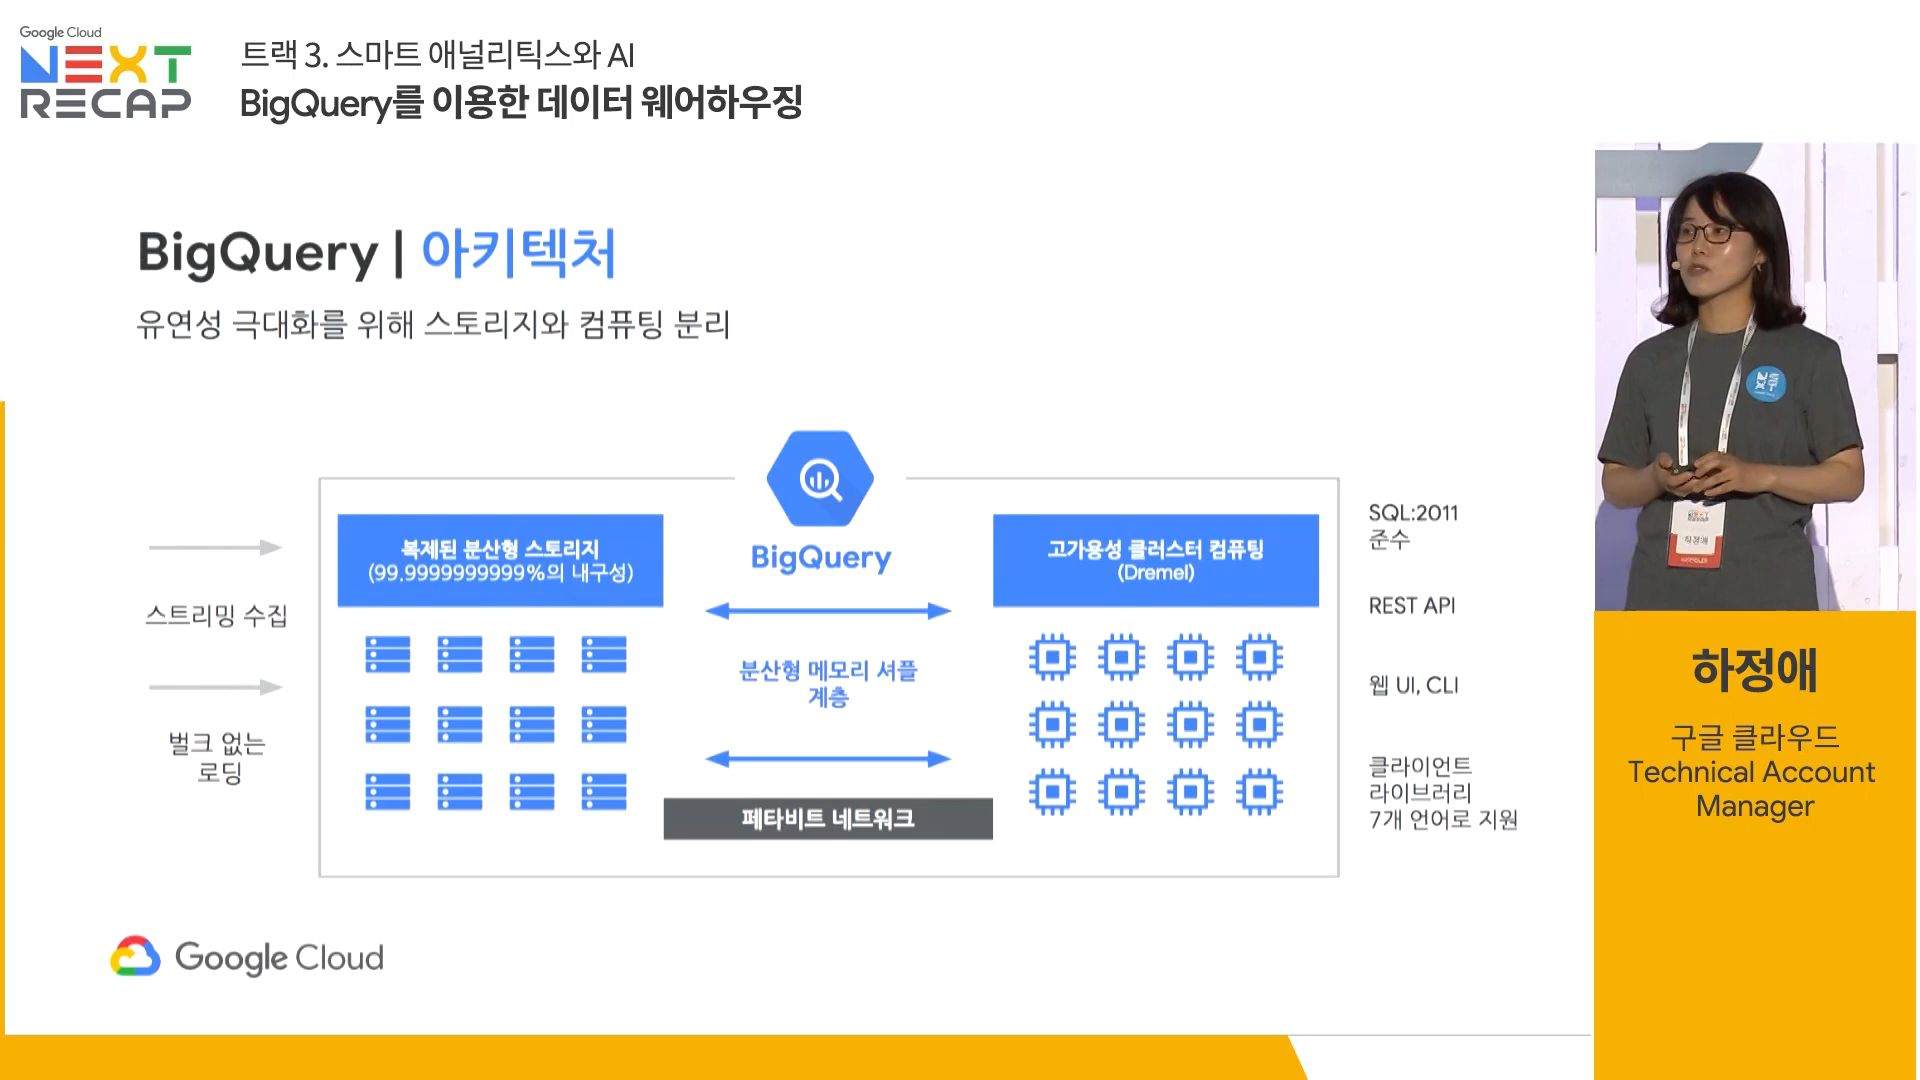 Google Cloud
NEXT
RECAP
트랙 3. 스마트 애널리틱스와 AI
BigQuery를 이용한 데이터 웨어하우징
BigQuery | 아키텍처
유연성 극대화를 위해 스토리지와 컴퓨팅 분리
스트리밍 수집
벌크 없는
로딩
복제된 분산형 스토리지
(99.9999999999%의 내구성)
BigQuery
분산형 메모리 셔플
계층
페타비트 네트워크
고가용성 클러스터 컴퓨팅
(Dremel)
SQL:2011
준수
REST API
웹 UI, CLI
클라이언트
라이브러리
7개 언어로 지원
Google Cloud
NEXT
하정애
하정애
구글 클라우드
Technical Account
Manager